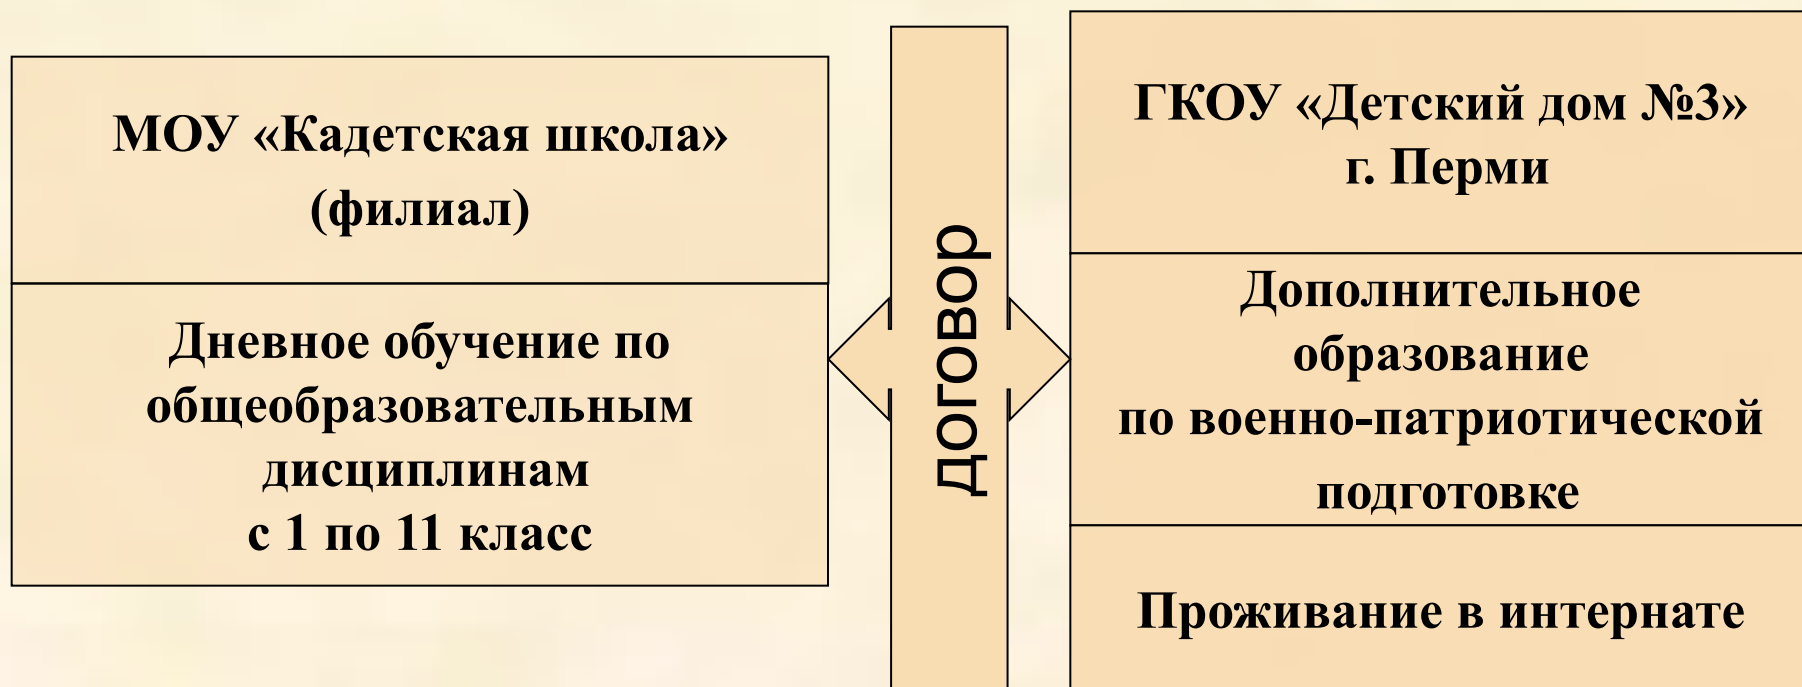 МОУ «Кадетская школа»
(филиал)
Дневное обучение по
общеобразовательным
дисциплинам
с 1 по 11 класс
договор
ГКОУ «Детский дом №3»
г. Перми
Дополнительное
образование
по военно-патриотической
подготовке
Проживание в интернате